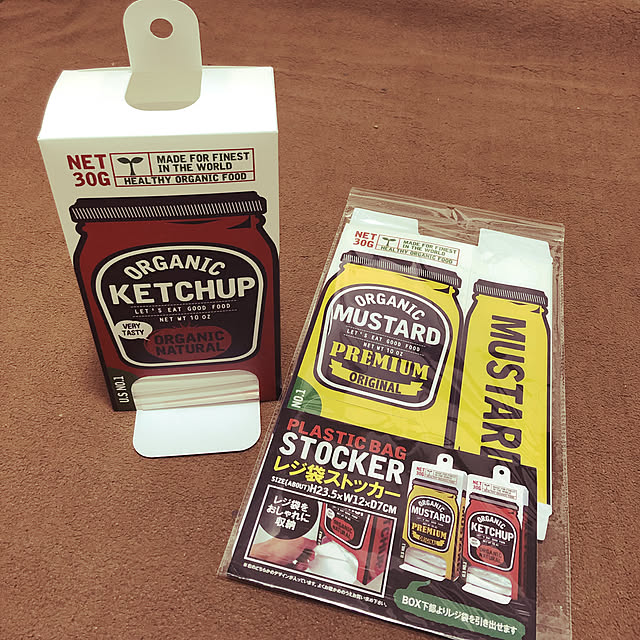 NET
30G
MADE FOR FINEST
IN THE WORLD
HEALTHY ORGANIC FOOD
ORGANIC
KETCHUP
LET'S EAT GOOD FOOD
NET WT 10 OZ
VERY
TASTY
ORGANIC
NATURAL
U.S NO.1
NET
30G
MADE FOR FINEST
IN THE WORLD
HEALTHY ORGANIC FOOD
ORGANIC
MUSTARD
LET'S EAT GOOD FOOD
NET WT 10 OZ
PREMIUM
ORIGINAL
NO.1
MUSTARD
PLASTIC BAG
STOCKER
レジ袋ストッカー
SIZE(ABOUT)H23.5×W12×D7CM
レジ袋を
おしゃれに
収納
ORGANIC
MUSTARD
PREMIUM
ORGANIC
KETCHUP
BOX下部よりレジ袋を引き出せます